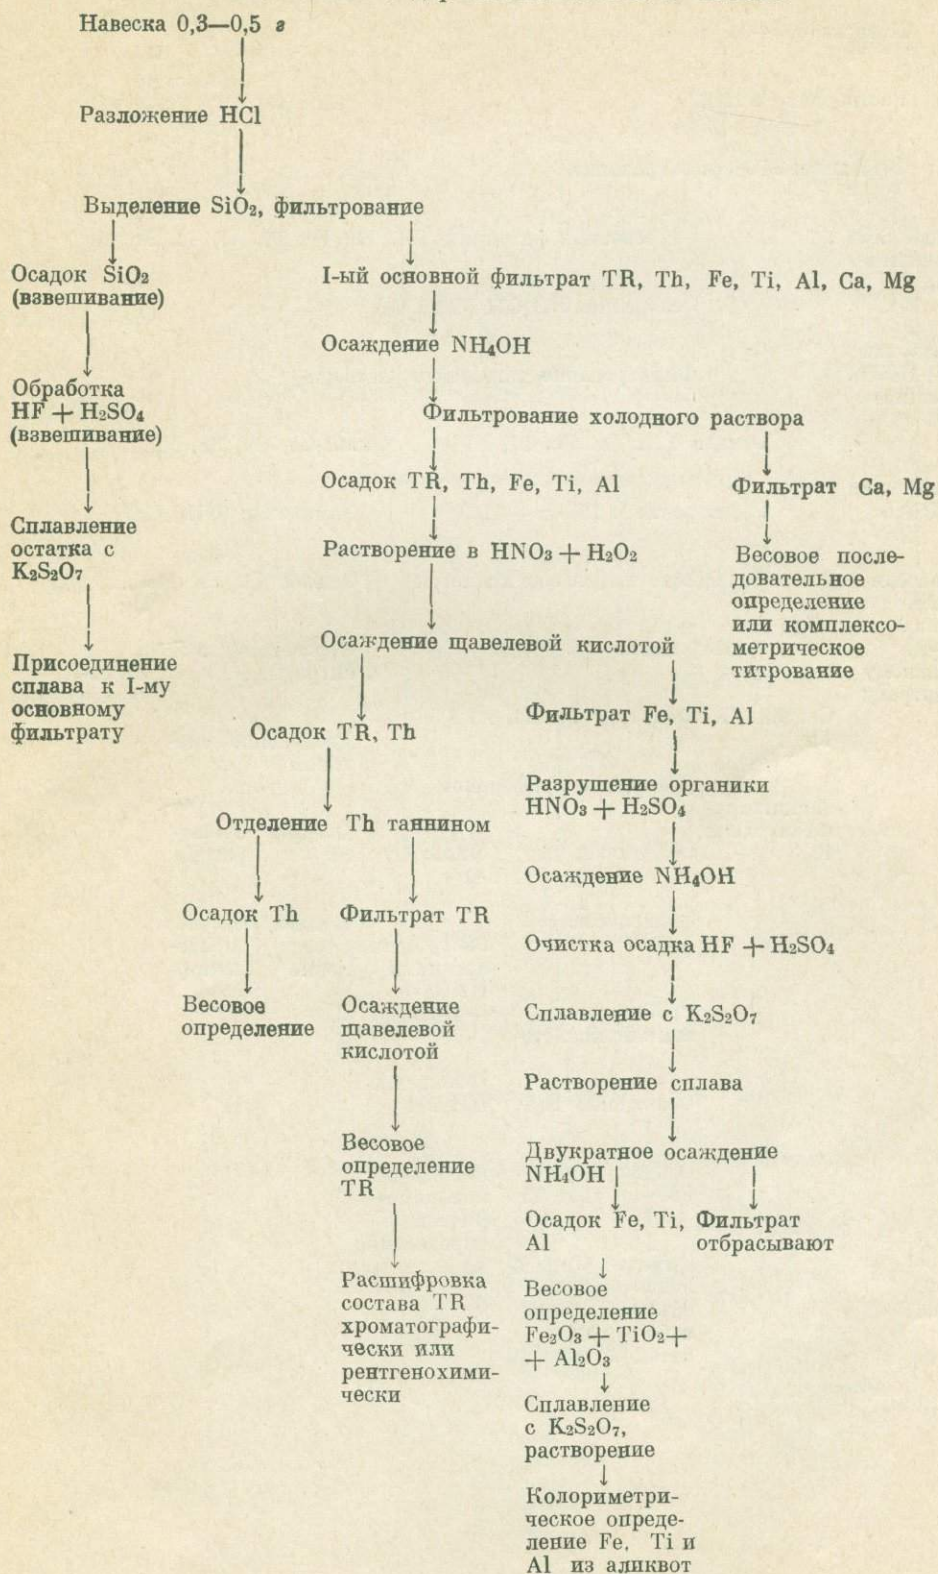 Навеска 0,3—0,5 г
Разложение HCl
Выделение SiO₂, фильтрование
Осадок SiO₂
(взвешивание)
Обработка
HF + H₂SO₄
(взвешивание)
Сплавление
остатка с
K₂S₂O₇
Присоединение
сплава к I-му
основному
фильтрату
I-ый основной фильтрат TR, Th, Fe, Ti, Al, Ca, Mg
Осаждение NH₄OH
Фильтрование холодного раствора
Осадок TR, Th, Fe, Ti, Al
Растворение в HNO₃ + H₂O₂
Осаждение щавелевой кислотой
Фильтрат Ca, Mg
Весовое после-
довательное
определение
или комплексо-
метрическое
титрование
Осадок TR, Th
Отделение Th таннином
Осадок Th
Весовое
определение
Фильтрат TR
Осаждение
щавелевой
кислотой
Весовое
определение
TR
Расшифровка
состава TR
хроматографи-
чески или
рентгенохими-
чески
Фильтрат Fe, Ti, Al
Разрушение органики
HNO₃ + H₂SO₄
Осаждение NH₄OH
Очистка осадка HF + H₂SO₄
Сплавление с K₂S₂O₇
Растворение сплава
Двукратное осаждение
NH₄OH
Осадок Fe, Ti,
Al
Фильтрат
отбрасывают
Весовое
определение
Fe₂O₃ + TiO₂+
+ Al₂O₃
Сплавление
с K₂S₂O₇,
растворение
Колориметри-
ческое опреде-
ление Fe, Ti и
Al из аликвот